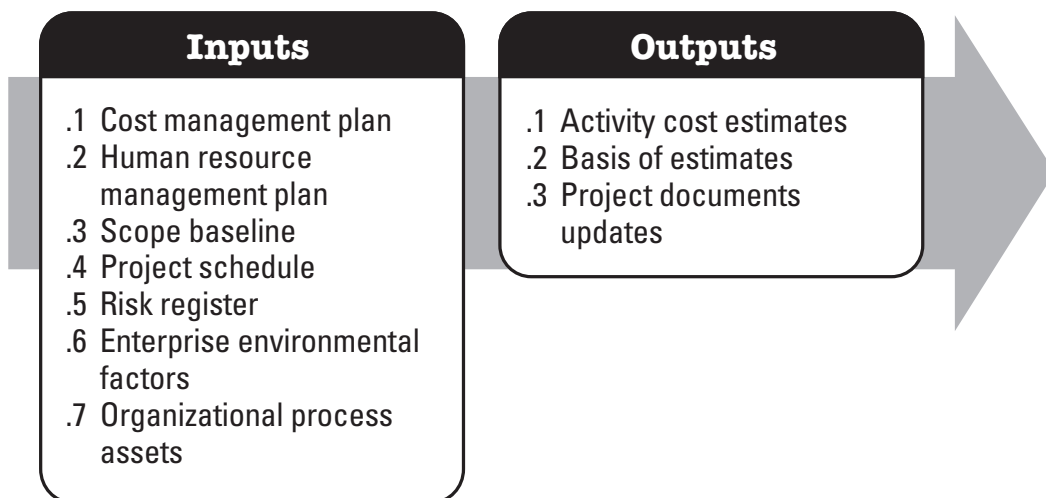 Inputs
.1 Cost management plan
.2 Human resource
management plan
.3 Scope baseline
.4 Project schedule
.5 Risk register
.6 Enterprise environmental
factors
.7 Organizational process
assets
Outputs
.1 Activity cost estimates
.2 Basis of estimates
.3 Project documents
updates